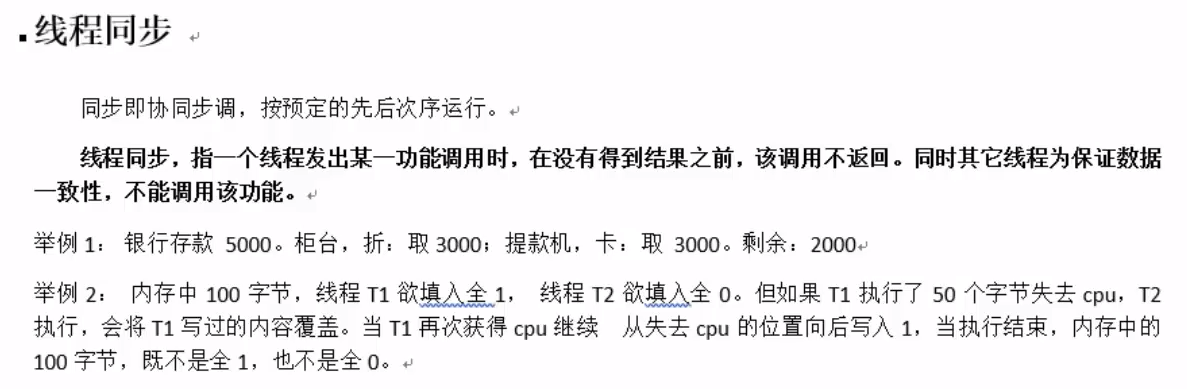 线程同步
同步即协同步调，按预定的先后次序运行。
线程同步，指一个线程发出某一功能调用时，在没有得到结果之前，该调用不返回。同时其它线程为保证数据
一致性，不能调用该功能。
举例 1： 银行存款 5000。柜台，折：取 3000；提款机，卡：取 3000。剩余：2000
举例 2： 内存中 100 字节，线程 T1 欲填入全 1， 线程 T2 欲填入全 0。但如果 T1 执行了 50 个字节失去 cpu，T2
执行，会将 T1 写过的内容覆盖。当 T1 再次获得 cpu 继续 从失去 cpu 的位置向后写入 1，当执行结束，内存中的
100 字节，既不是全 1，也不是全 0。